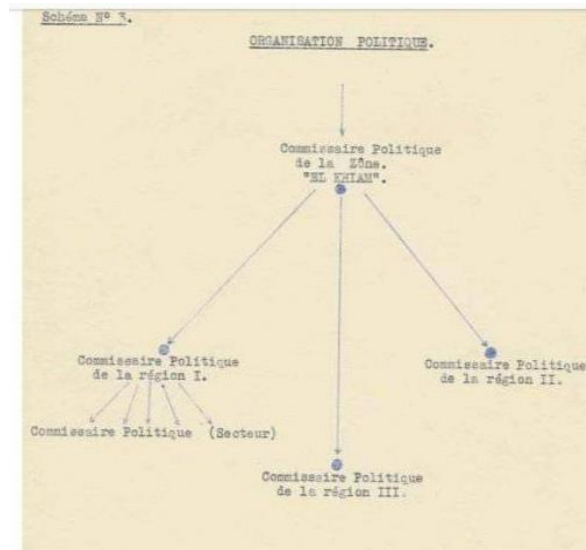 Schéma Nº 3.
ORGANISATION POLITIQUE.
Commissaire Politique
de la Zône.
"EL KHIAM".
Commissaire Politique
de la région I.
Commissaire Politique
de la région II.
Commissaire Politique (Secteur)
Commissaire Politique
de la région III.